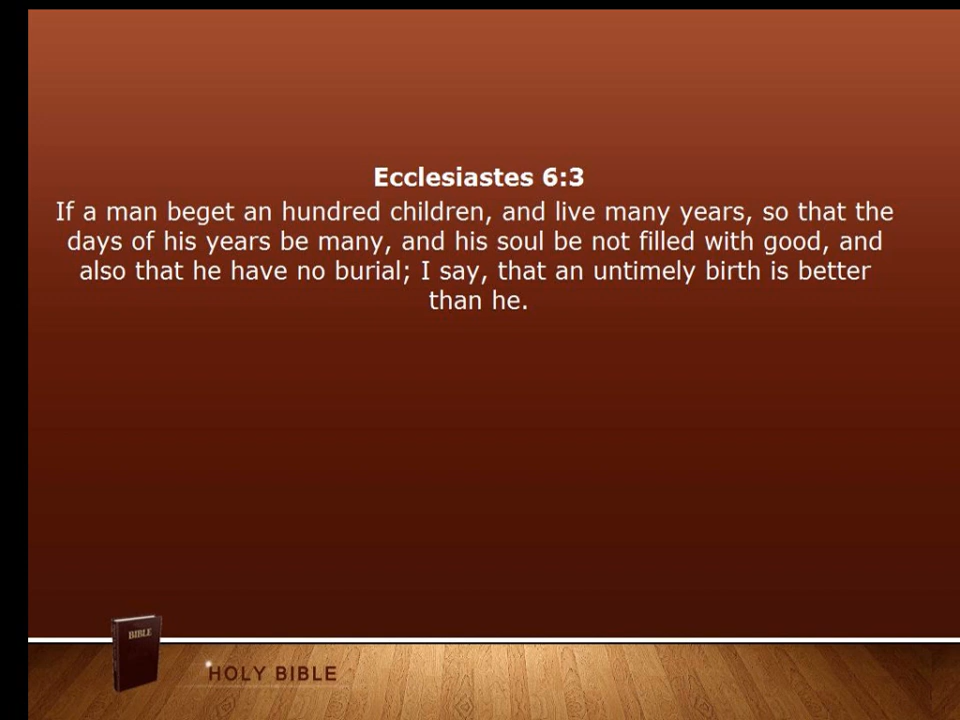 Ecclesiastes 6:3
If a man beget an hundred children, and live many years, so that the
days of his years be many, and his soul be not filled with good, and
also that he have no burial; I say, that an untimely birth is better
than he.
BIBLE
HOLY BIBLE